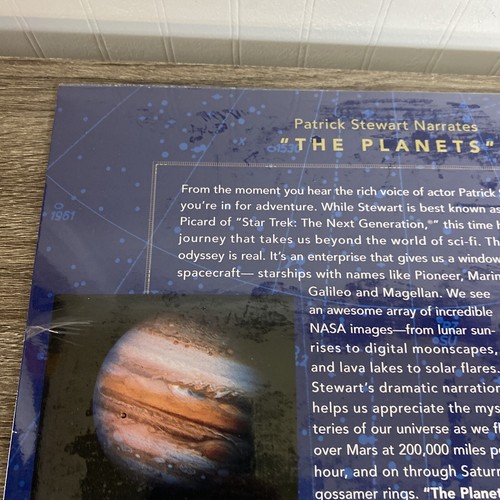 Patrick Stewart Narrates
"THE PLANETS"
From the moment you hear the rich voice of actor Patrick
you're in for adventure. While Stewart is best known as
Picard of "Star Trek: The Next Generation,®" this time h
journey that takes us beyond the world of sci-fi. Th
odyssey is real. It's an enterprise that gives us a window
spacecraft— starships with names like Pioneer, Marin
Galileo and Magellan. We see
an awesome array of incredible
NASA images—from lunar sun-
rises to digital moonscapes,
and lava lakes to solar flares.
Stewart's dramatic narration
helps us appreciate the mys
teries of our universe as we fl
over Mars at 200,000 miles pe
hour, and on through Saturn
gossamer rings. "The Planet
1961